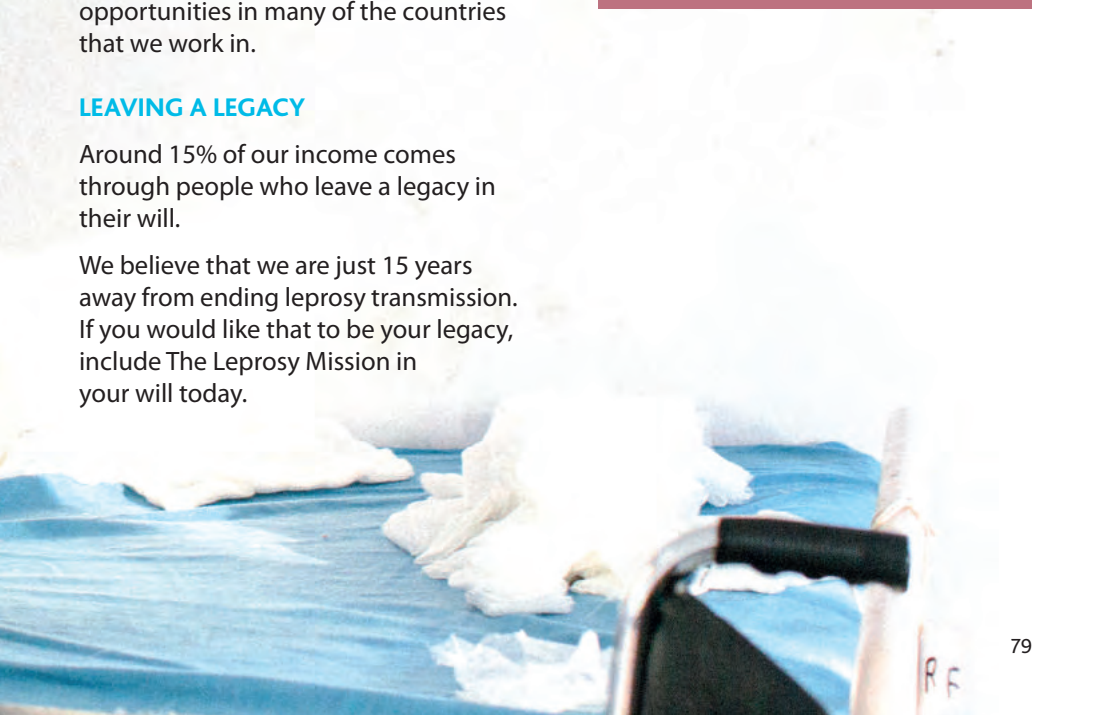 opportunities in many of the countries
that we work in.
LEAVING A LEGACY
Around 15% of our income comes
through people who leave a legacy in
their will.
We believe that we are just 15 years
away from ending leprosy transmission.
If you would like that to be your legacy,
include The Leprosy Mission in
your will today.
79
R F